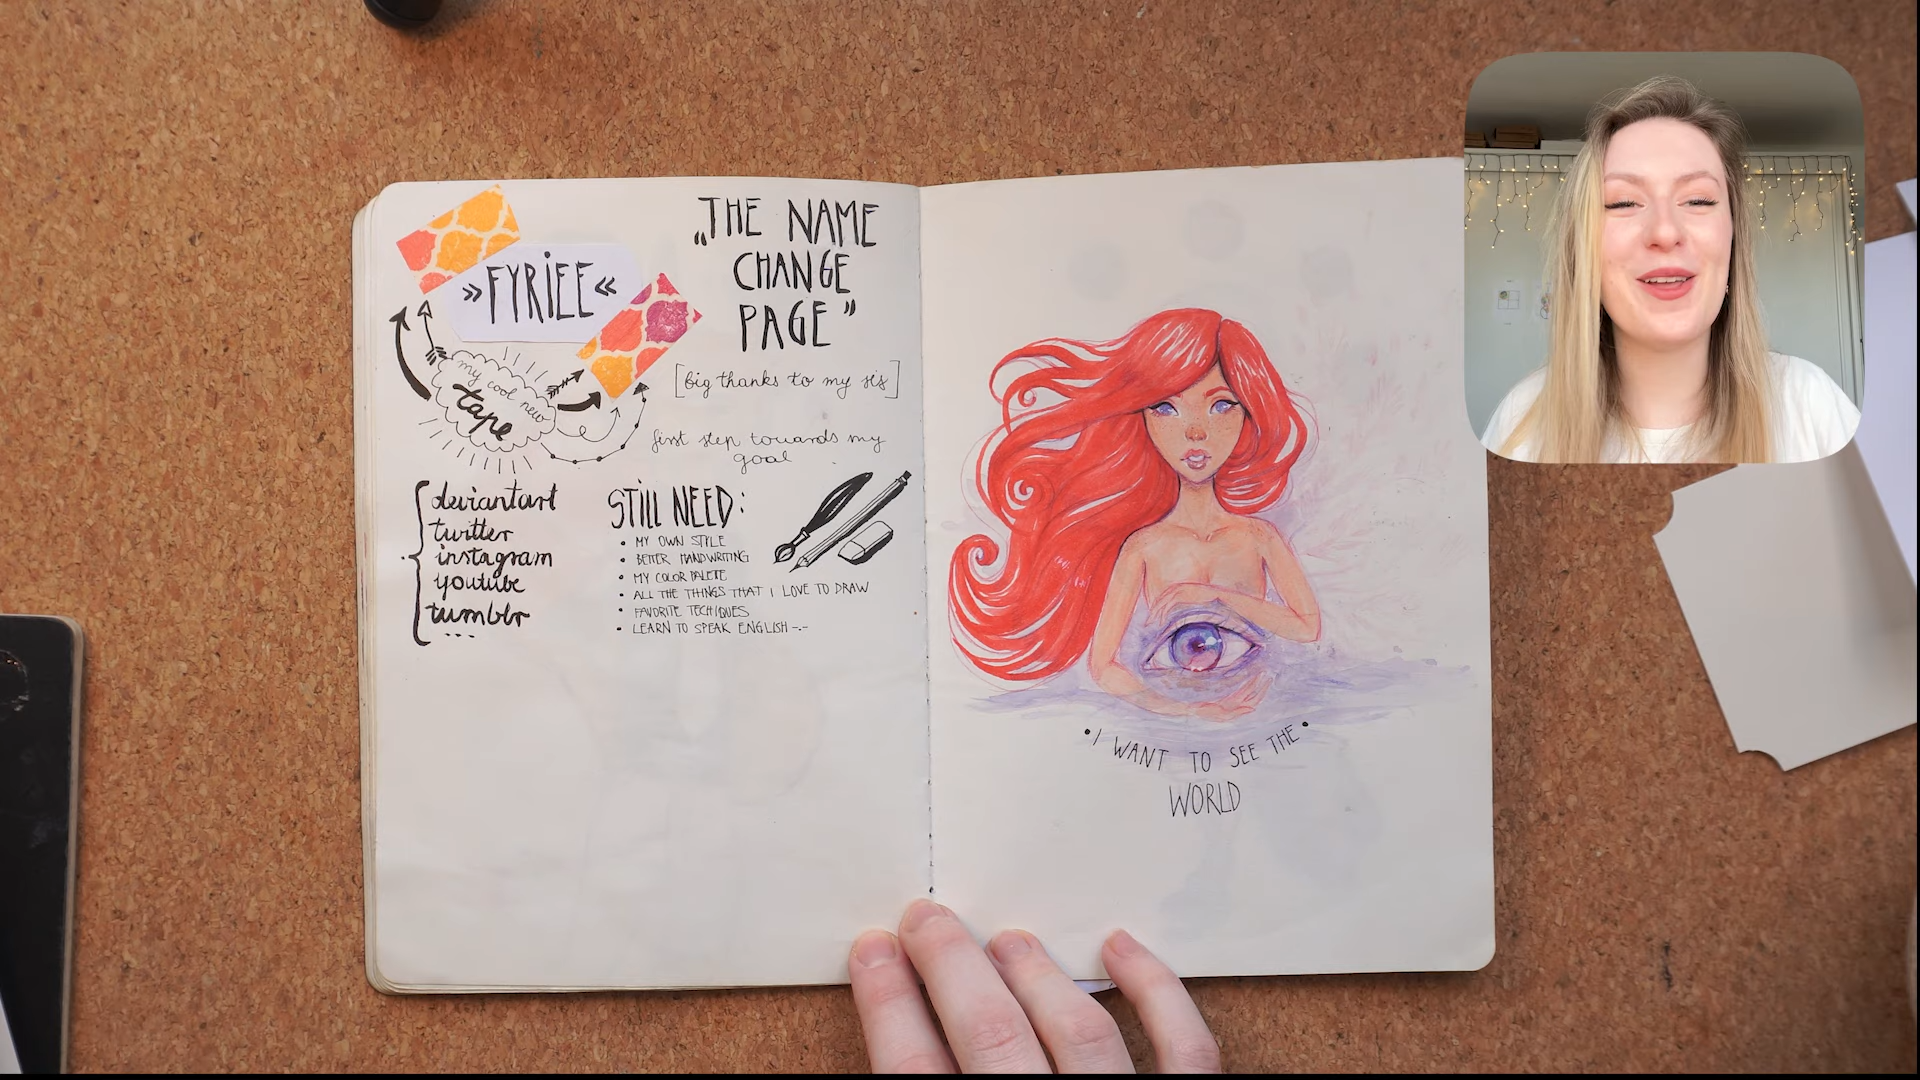 »FYRIEE«
„THE NAME
CHANGE
PAGE”
[big thanks to my sis]
my cool new
tape
first step towards my
goal
deviantart
twitter
instagram
youtube
tumblr
...
STILL NEED:
• MY OWN STYLE
• BETTER HANDWRITING
• MY COLOR PALETE
• ALL THE THINGS THAT I LOVE TO DRAW
• FAVORITE TECHIQUES
• LEARN TO SPEAK ENGLISH -.-
• I WANT TO SEE THE •
WORLD